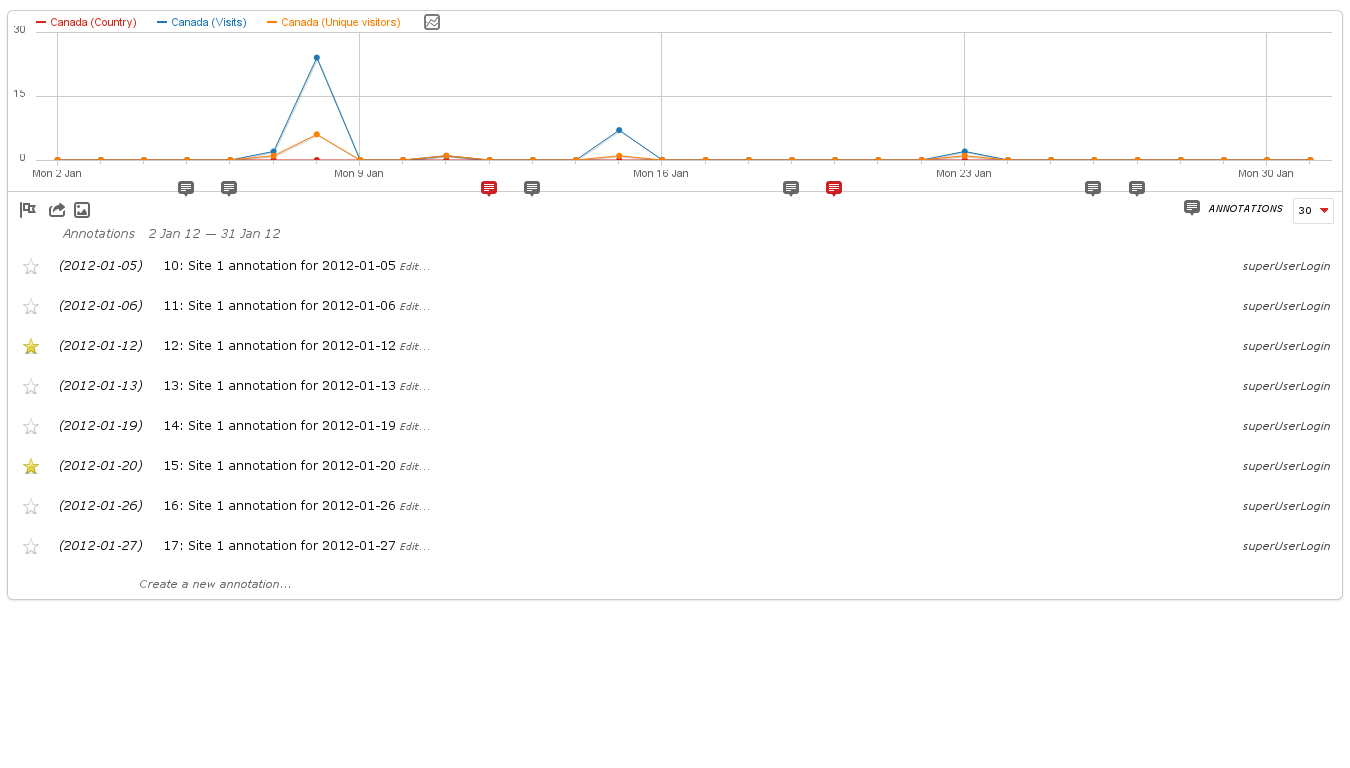 Canada (Country) Canada (Visits) Canada (Unique visitors)
30
15
0
Mon 2 Jan Mon 9 Jan Mon 16 Jan Mon 23 Jan Mon 30 Jan
ANNOTATIONS 30
Annotations 2 Jan 12 — 31 Jan 12
(2012-01-05) 10: Site 1 annotation for 2012-01-05 Edit... superUserLogin
(2012-01-06) 11: Site 1 annotation for 2012-01-06 Edit... superUserLogin
(2012-01-12) 12: Site 1 annotation for 2012-01-12 Edit... superUserLogin
(2012-01-13) 13: Site 1 annotation for 2012-01-13 Edit... superUserLogin
(2012-01-19) 14: Site 1 annotation for 2012-01-19 Edit... superUserLogin
(2012-01-20) 15: Site 1 annotation for 2012-01-20 Edit... superUserLogin
(2012-01-26) 16: Site 1 annotation for 2012-01-26 Edit... superUserLogin
(2012-01-27) 17: Site 1 annotation for 2012-01-27 Edit... superUserLogin
Create a new annotation...